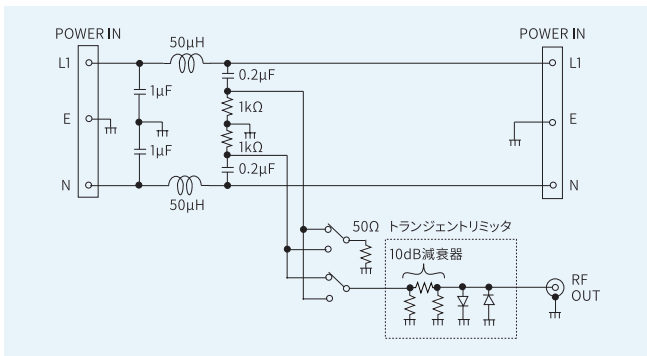 POWER IN
POWER IN
50μH
L1
L1
0.2μF
1μF
1kΩ
E
E
1kΩ
1μF
0.2μF
N
N
50μH
50Ω
トランジェントリミッタ
10dB減衰器
RF
OUT